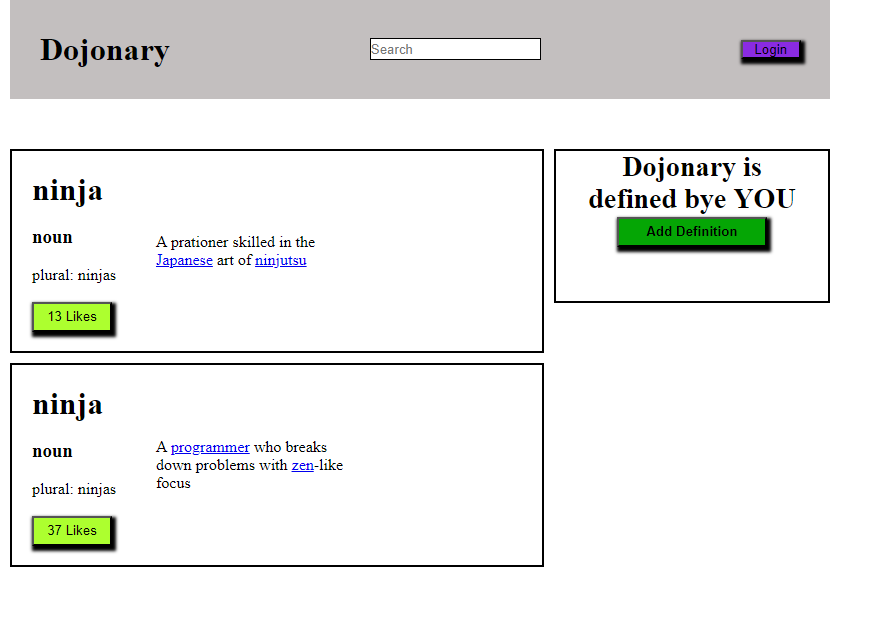 Dojonary
Search
Login
ninja
noun
plural: ninjas
13 Likes
A prationer skilled in the
Japanese art of ninjutsu
Dojonary is
defined bye YOU
Add Definition
ninja
noun
plural: ninjas
37 Likes
A programmer who breaks
down problems with zen-like
focus